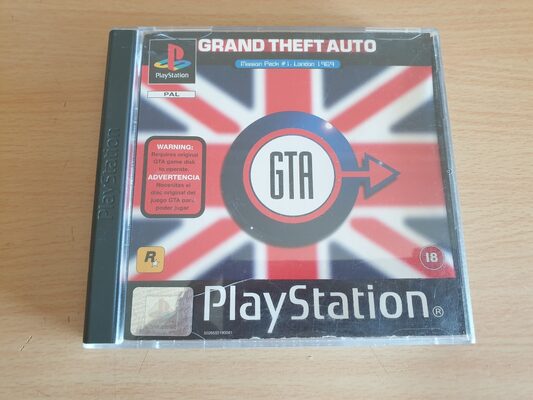 GRAND THEFT AUTO
Mission Pack #1: London 1969
PlayStation
PAL
WARNING:
Requires original
GTA game disk
to operate.
ADVERTENCIA
Necesitas el
disc original del
juego GTA para
poder jugar
GTA
R
18
PlayStation
PlayStation